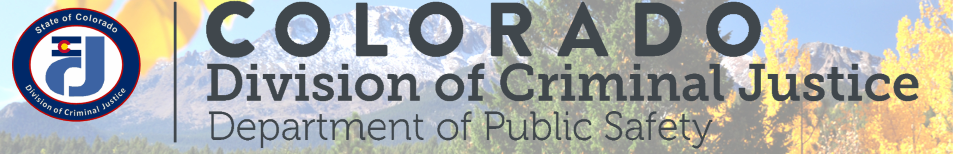 State of Colorado
Division of Criminal Justice
COLORADO
Division of Criminal Justice
Department of Public Safety